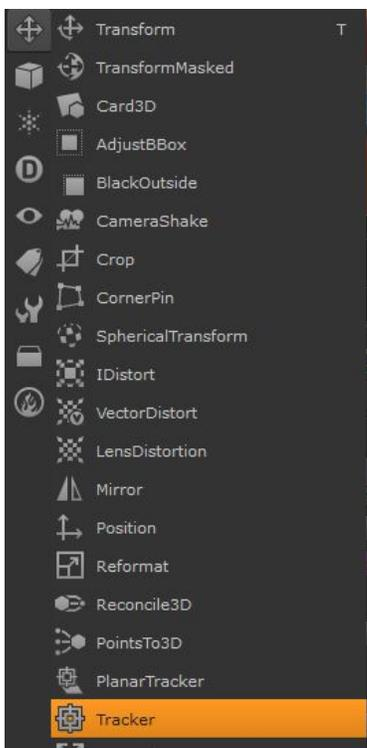 Transform T
TransformMasked
Card3D
AdjustBBox
BlackOutside
CameraShake
Crop
CornerPin
SphericalTransform
IDistort
VectorDistort
LensDistortion
Mirror
Position
Reformat
Reconcile3D
PointsTo3D
PlanarTracker
Tracker